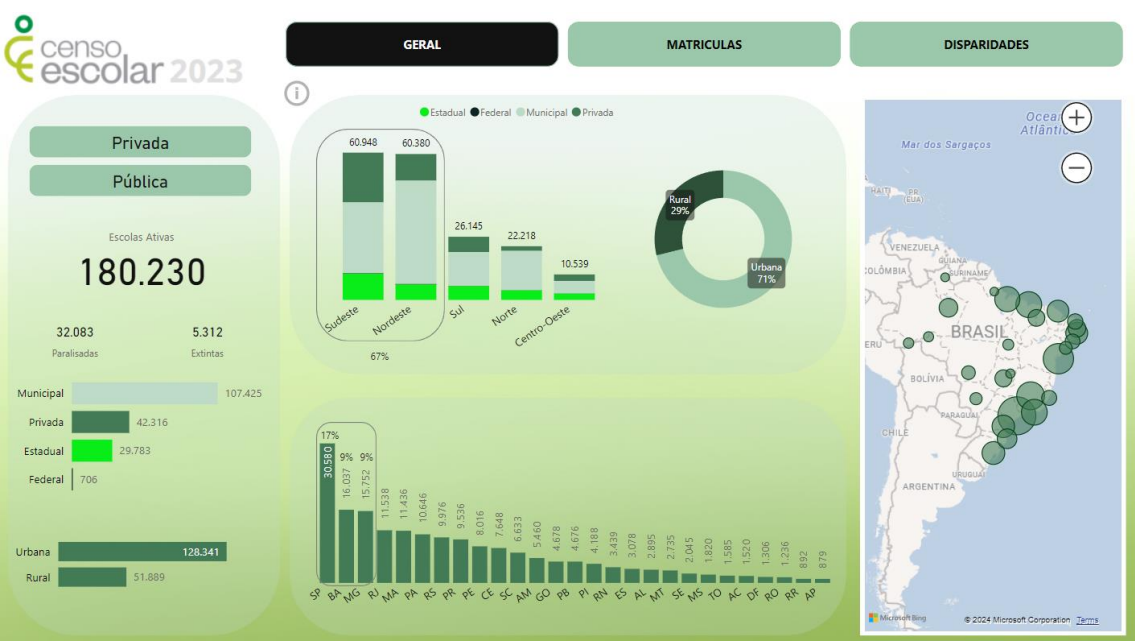 censo
escolar 2023
GERAL
MATRICULAS
DISPARIDADES
Privada
Pública
Escolas Ativas
180.230
32.083
5.312
Paralisadas
Extintas
Municipal
107.425
Privada
42.316
Estadual
29.783
Federal
706
Urbana
128.341
Rural
51.889
i
Estadual Federal Municipal Privada
60.948
60.380
26.145
22.218
10.539
Sudeste
Nordeste
Sul
Norte
Centro-Oeste
67%
Rural
29%
Urbana
71%
17%
9%
9%
30.580
16.037
15.752
11.538
11.436
10.646
9.976
9.536
8.016
7.648
6.633
5.460
4.678
4.676
4.188
3.439
3.078
2.895
2.735
2.045
1.820
1.585
1.520
1.306
1.236
892
879
SP BA MG RJ MA PA RS PR PE CE SC AM GO PB PI RN ES AL MT SE MS TO AC DF RO RR AP
+
−
Mar dos Sargaços
HAITI
PR
(EUA)
VENEZUELA
GUIANA
SURINAME
COLÔMBIA
BRASIL
BOLÍVIA
PARAGUAI
CHILE
URUGUAI
ARGENTINA
Microsoft Bing
© 2024 Microsoft Corporation Terms